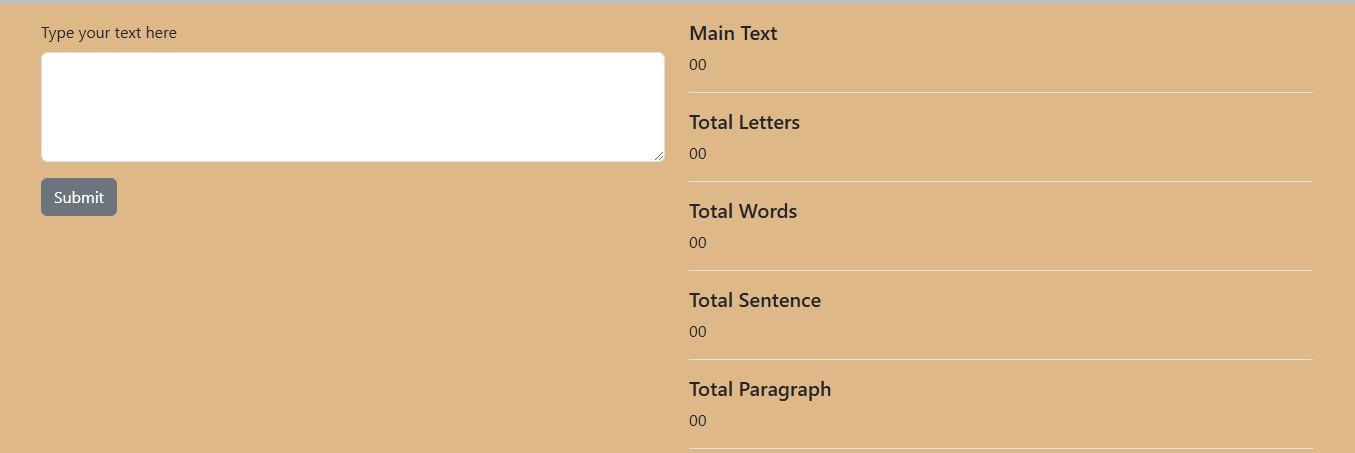 Type your text here
Submit
Main Text
00
Total Letters
00
Total Words
00
Total Sentence
00
Total Paragraph
00